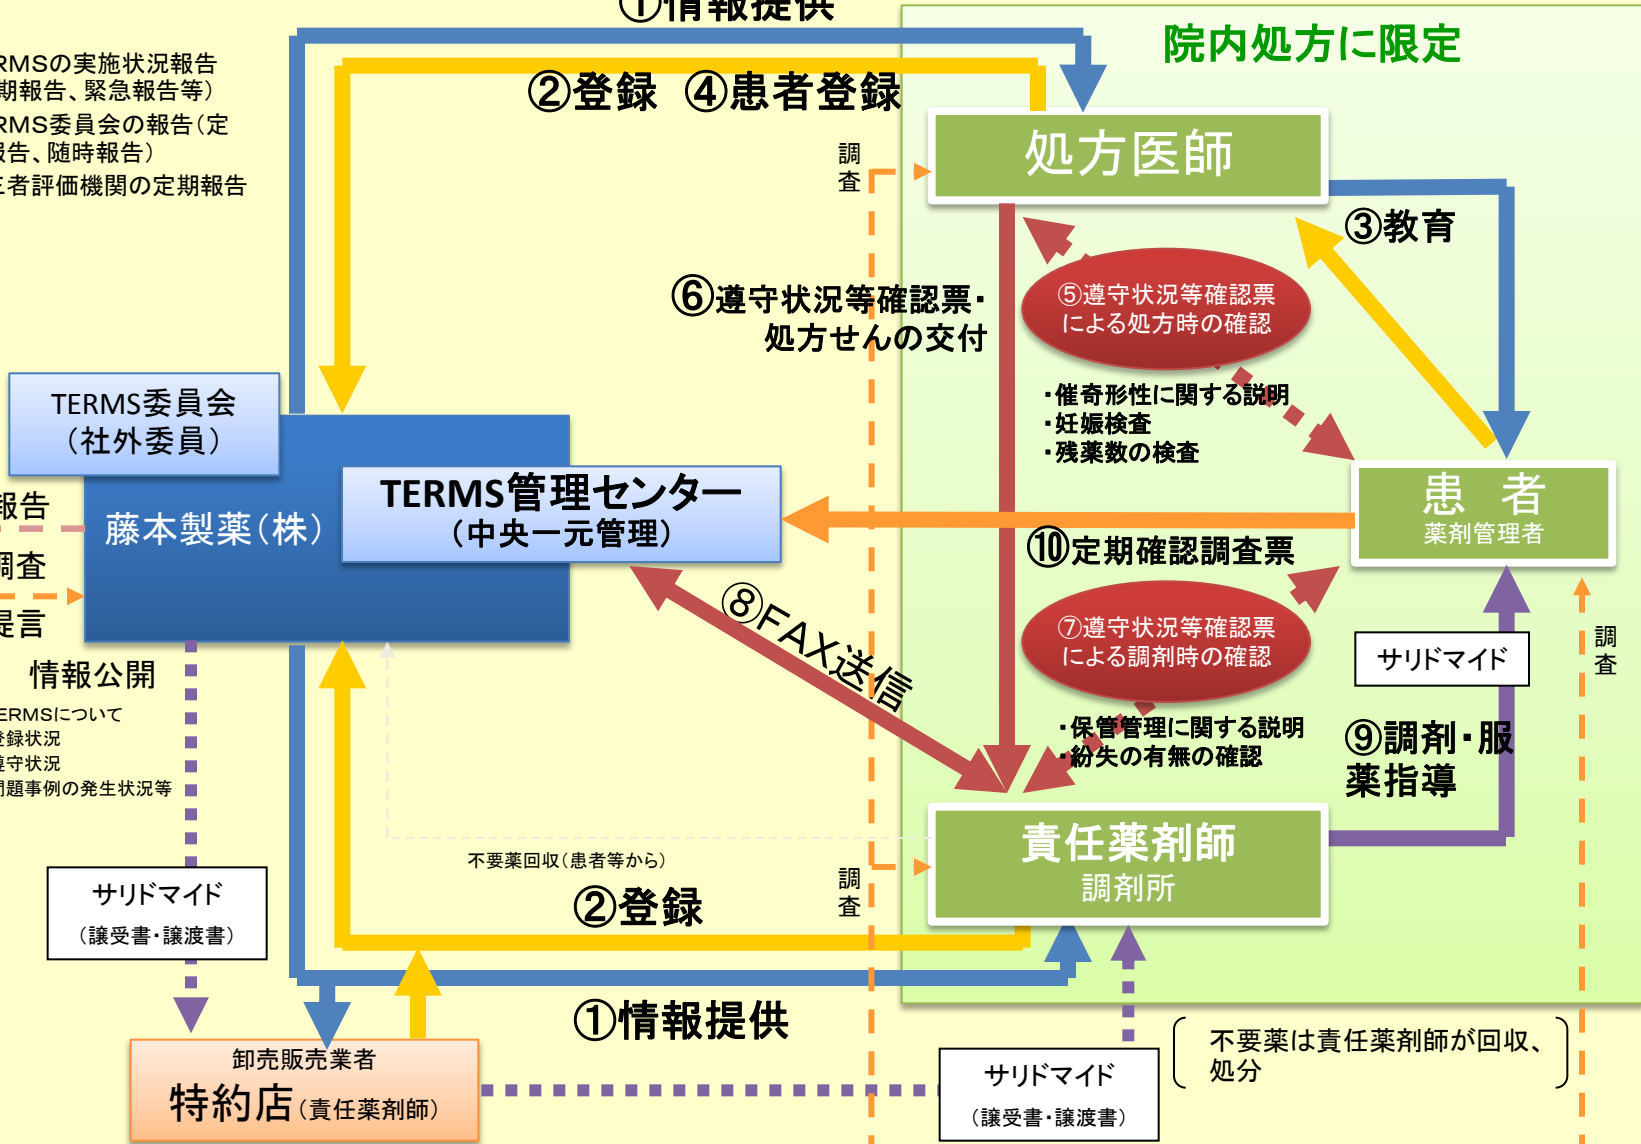 ①情報提供
院内処方に限定
RMSの実施状況報告
期報告、緊急報告等）
RMS委員会の報告（定
報告、随時報告）
三者評価機関の定期報告
②登録 ④患者登録
処方医師
調査
③教育
⑤遵守状況等確認票
による処方時の確認
⑥遵守状況等確認票・
処方せんの交付
・催奇形性に関する説明
・妊娠検査
・残薬数の検査
TERMS委員会
（社外委員）
TERMS管理センター
（中央一元管理）
藤本製薬（株）
患 者
薬剤管理者
報告
調査
提言
⑩定期確認調査票
⑧FAX送信
⑦遵守状況等確認票
による調剤時の確認
サリドマイド
調査
情報公開
ERMSについて
登録状況
遵守状況
問題事例の発生状況等
・保管管理に関する説明
・紛失の有無の確認
⑨調剤・服
薬指導
責任薬剤師
調剤所
不要薬回収（患者等から）
調査
②登録
サリドマイド
（譲受書・譲渡書）
①情報提供
卸売販売業者
特約店（責任薬剤師）
サリドマイド
（譲受書・譲渡書）
不要薬は責任薬剤師が回収、
処分